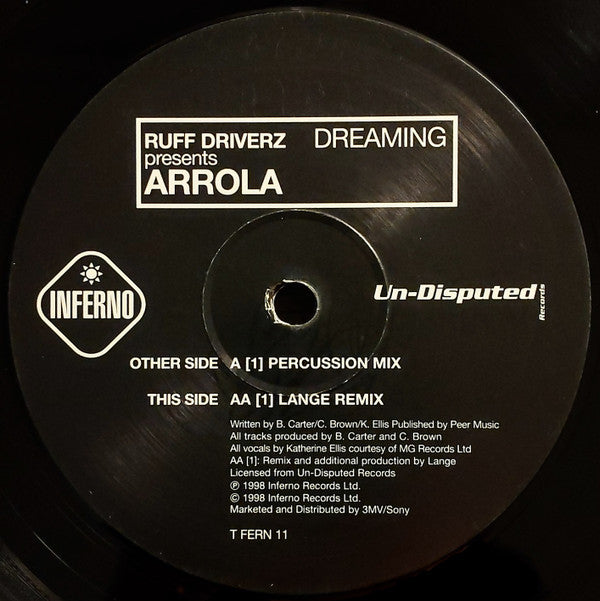 RUFF DRIVERZ DREAMING
presents
ARROLA
INFERNO
Un-Disputed Records
OTHER SIDE A [1] PERCUSSION MIX
THIS SIDE AA [1] LANGE REMIX
Written by B. Carter/C. Brown/K. Ellis Published by Peer Music
All tracks produced by B. Carter and C. Brown
All vocals by Katherine Ellis courtesy of MG Records Ltd
AA [1]: Remix and additional production by Lange
Licensed from Un-Disputed Records
℗ 1998 Inferno Records Ltd.
© 1998 Inferno Records Ltd.
Marketed and Distributed by 3MV/Sony
T FERN 11